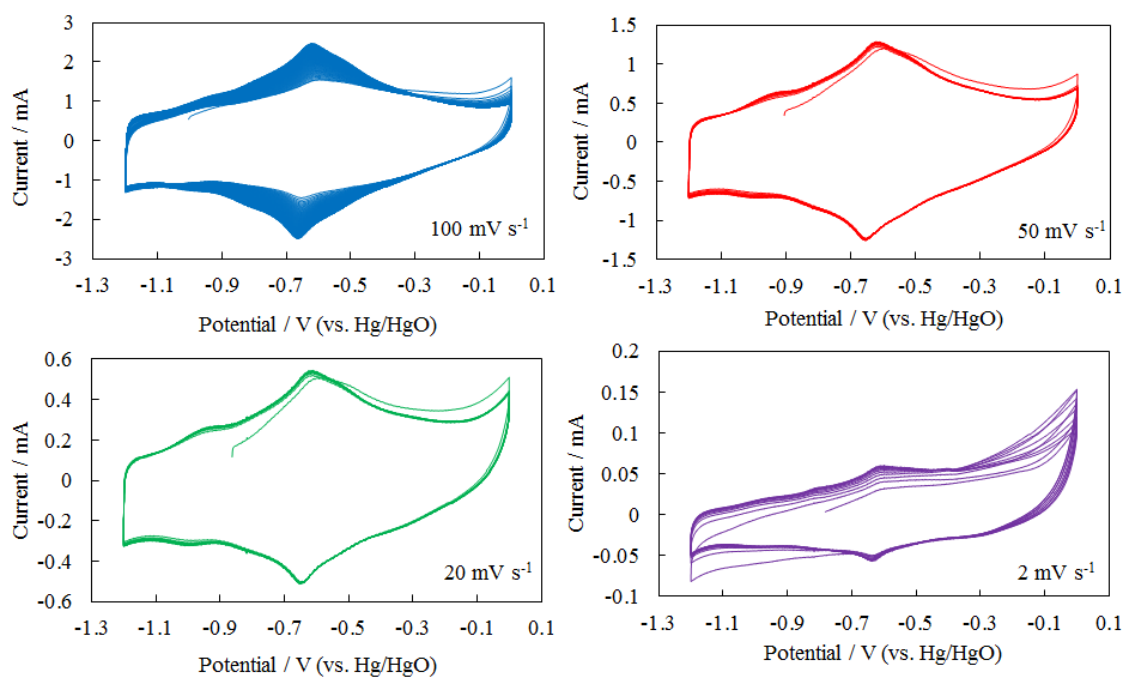 3
2
1
0
-1
-2
-3
Current / mA
100 mV s-1
-1.3 -1.1 -0.9 -0.7 -0.5 -0.3 -0.1 0.1
Potential / V (vs. Hg/HgO)
1.5
1
0.5
0
-0.5
-1
-1.5
Current / mA
50 mV s-1
-1.3 -1.1 -0.9 -0.7 -0.5 -0.3 -0.1 0.1
Potential / V (vs. Hg/HgO)
0.6
0.4
0.2
0
-0.2
-0.4
-0.6
Current / mA
20 mV s-1
-1.3 -1.1 -0.9 -0.7 -0.5 -0.3 -0.1 0.1
Potential / V (vs. Hg/HgO)
0.2
0.15
0.1
0.05
0
-0.05
-0.1
Current / mA
2 mV s-1
-1.3 -1.1 -0.9 -0.7 -0.5 -0.3 -0.1 0.1
Potential / V (vs. Hg/HgO)